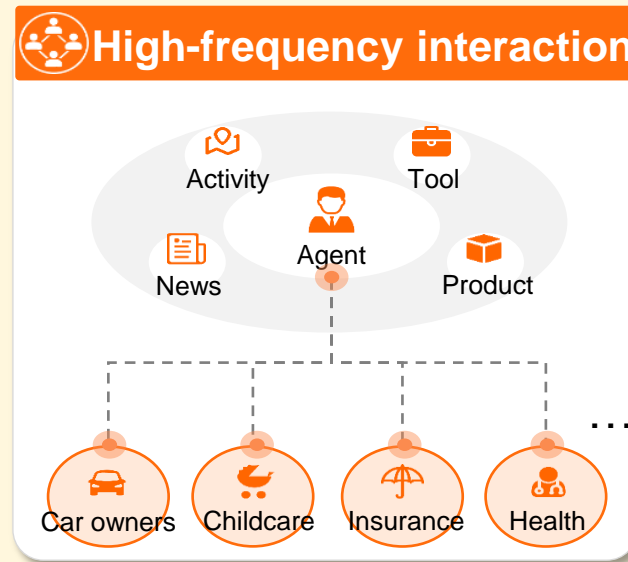 High-frequency interaction
Activity
Tool
Agent
News
Product
...
Car owners
Childcare
Insurance
Health